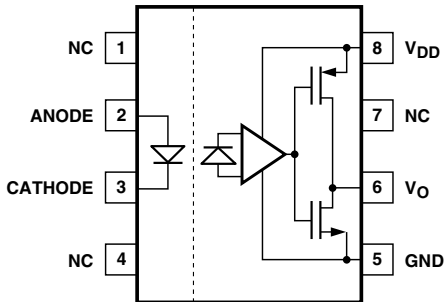 NC 1
ANODE 2
CATHODE 3
NC 4
8 VDD
7 NC
6 VO
5 GND